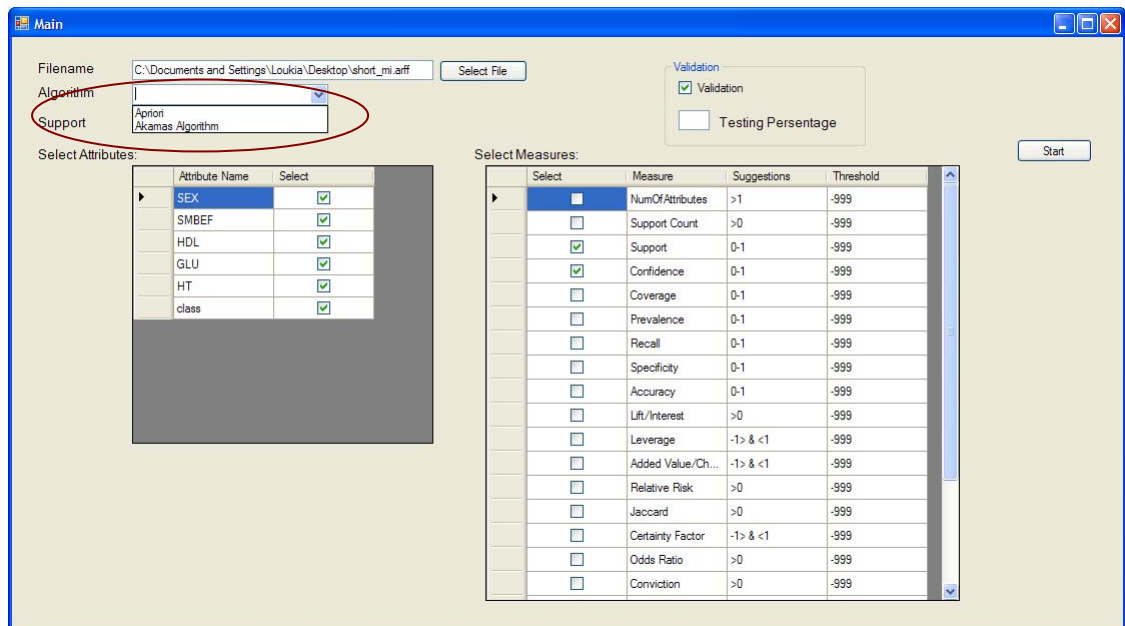 Main
Filename C:\Documents and Settings\Loukia\Desktop\short_mi.arff Select File
Algorithm
Apriori
Akamas Algorithm
Support
Validation
Validation
Testing Persentage
Start
Select Attributes:
Attribute Name Select
SEX
SMBEF
HDL
GLU
HT
class
Select Measures:
Select Measure Suggestions Threshold
NumOfAttributes >1 -999
Support Count >0 -999
Support 0-1 -999
Confidence 0-1 -999
Coverage 0-1 -999
Prevalence 0-1 -999
Recall 0-1 -999
Specificity 0-1 -999
Accuracy 0-1 -999
Lift/Interest >0 -999
Leverage -1> & <1 -999
Added Value/Ch... -1> & <1 -999
Relative Risk >0 -999
Jaccard >0 -999
Certainty Factor -1> & <1 -999
Odds Ratio >0 -999
Conviction >0 -999